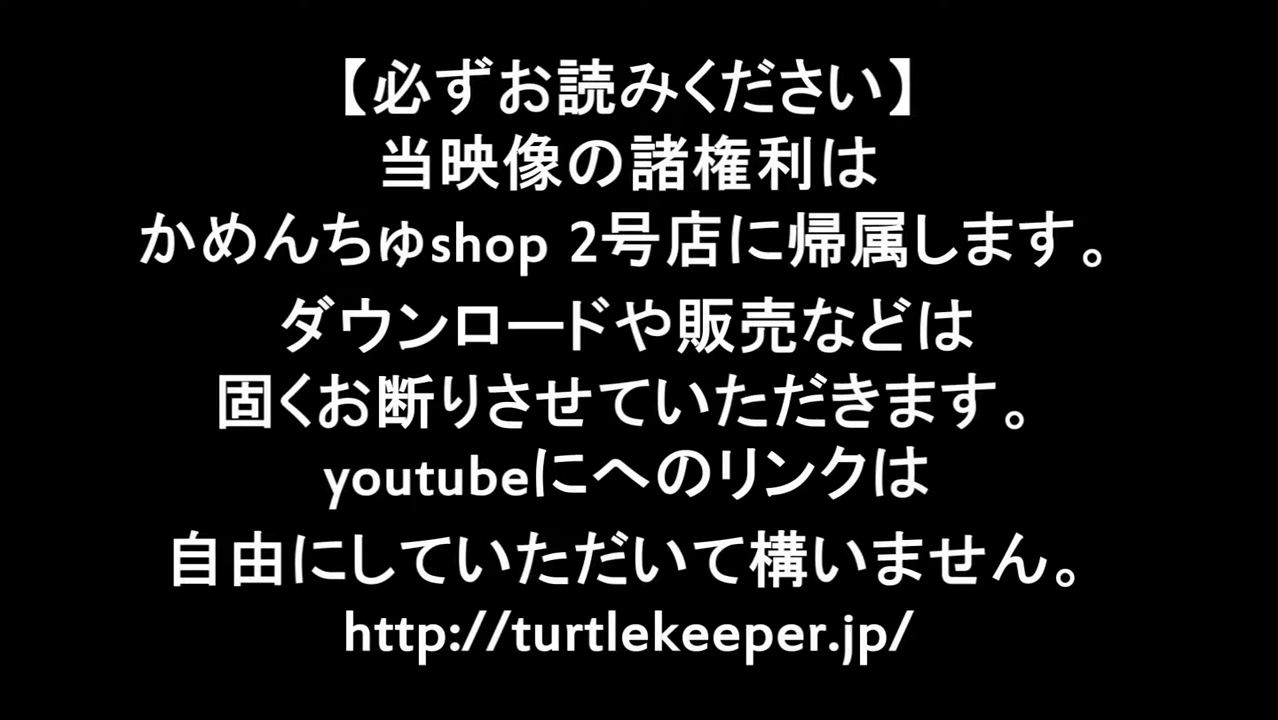 【必ずお読みください】
当映像の諸権利は
かめんちゅshop 2号店に帰属します。
ダウンロードや販売などは
固くお断りさせていただきます。
youtubeにへのリンクは
自由にしていただいて構いません。
http://turtlekeeper.jp/